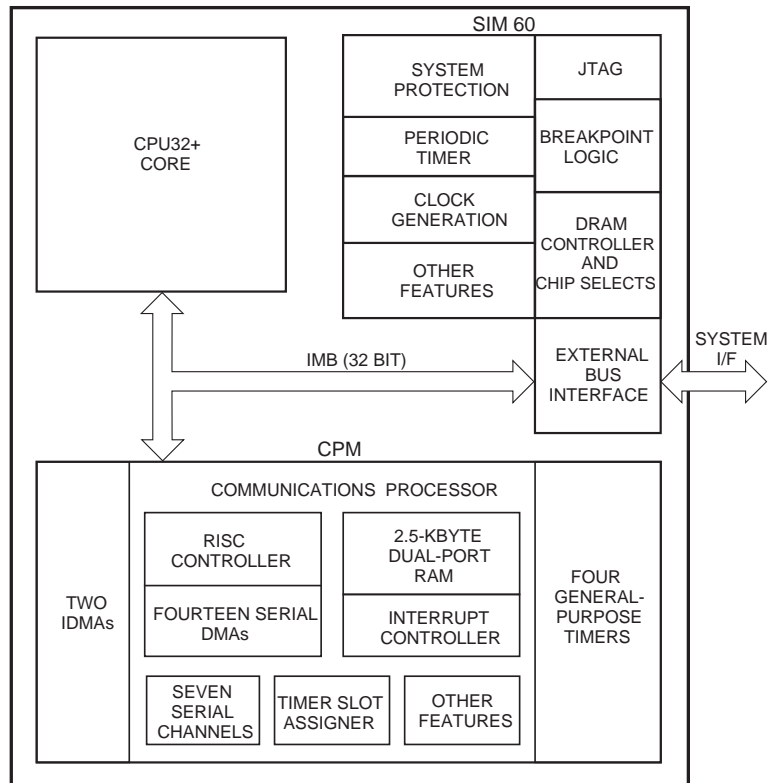 SIM 60
CPU32+
CORE
SYSTEM
PROTECTION
JTAG
PERIODIC
TIMER
BREAKPOINT
LOGIC
CLOCK
GENERATION
DRAM
CONTROLLER
AND
CHIP SELECTS
OTHER
FEATURES
IMB (32 BIT)
EXTERNAL
BUS
INTERFACE
SYSTEM
I/F
CPM
TWO
IDMAs
COMMUNICATIONS PROCESSOR
RISC
CONTROLLER
FOURTEEN SERIAL
DMAs
2.5-KBYTE
DUAL-PORT
RAM
INTERRUPT
CONTROLLER
SEVEN
SERIAL
CHANNELS
TIMER SLOT
ASSIGNER
OTHER
FEATURES
FOUR
GENERAL-
PURPOSE
TIMERS